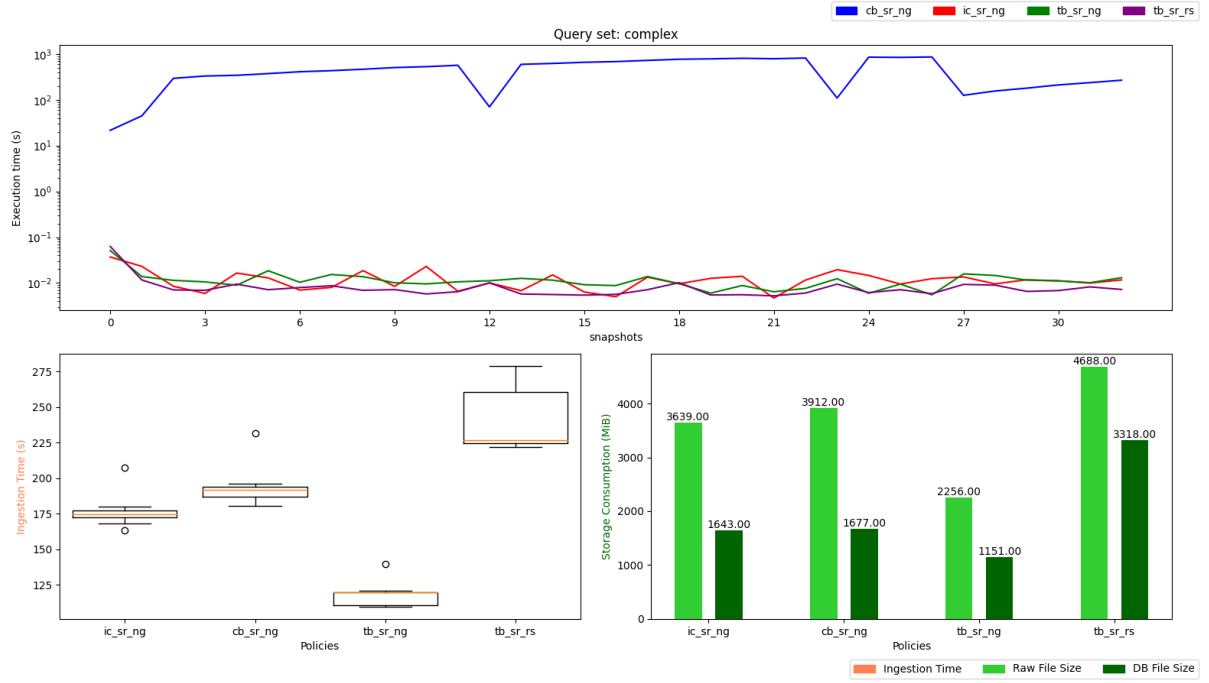 cb_sr_ng ic_sr_ng tb_sr_ng tb_sr_rs
Query set: complex
Execution time (s)
10³
10²
10¹
10⁰
10⁻¹
10⁻²
0 3 6 9 12 15 18 21 24 27 30
snapshots
Ingestion Time (s)
275
250
225
200
175
150
125
ic_sr_ng cb_sr_ng tb_sr_ng tb_sr_rs
Policies
Storage Consumption (MiB)
4000
3000
2000
1000
0
3639.00
1643.00
3912.00
1677.00
2256.00
1151.00
4688.00
3318.00
ic_sr_ng cb_sr_ng tb_sr_ng tb_sr_rs
Policies
Ingestion Time Raw File Size DB File Size